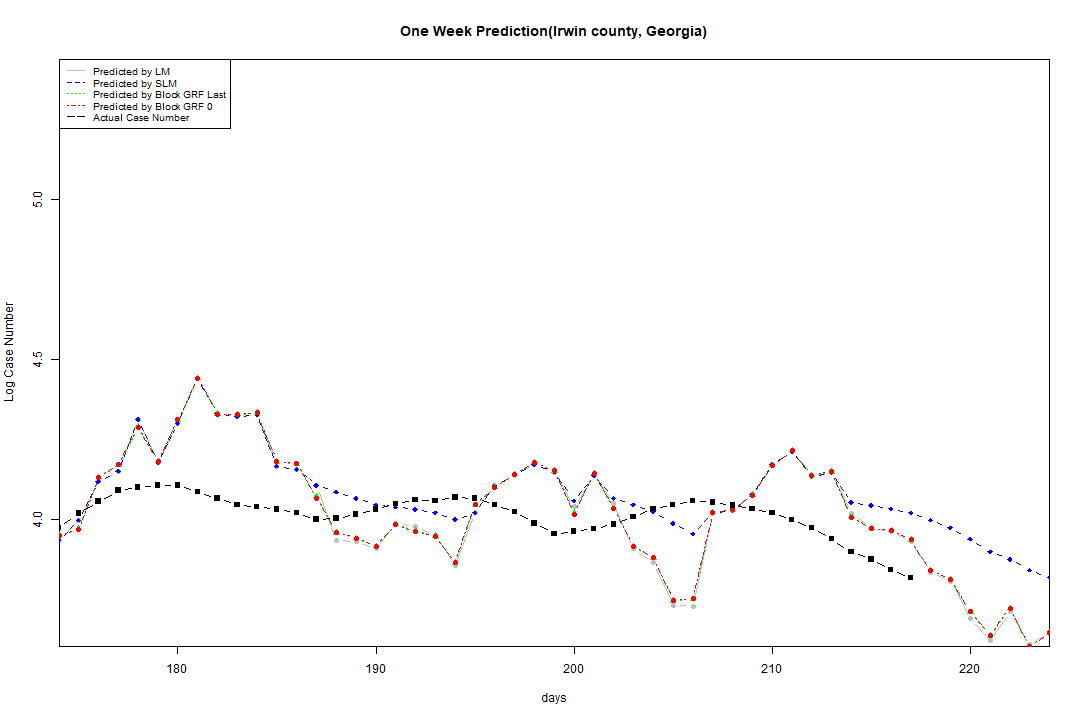 One Week Prediction(Irwin county, Georgia)
Predicted by LM
Predicted by SLM
Predicted by Block GRF Last
Predicted by Block GRF 0
Actual Case Number
5.0
4.5
4.0
Log Case Number
180 190 200 210 220
days